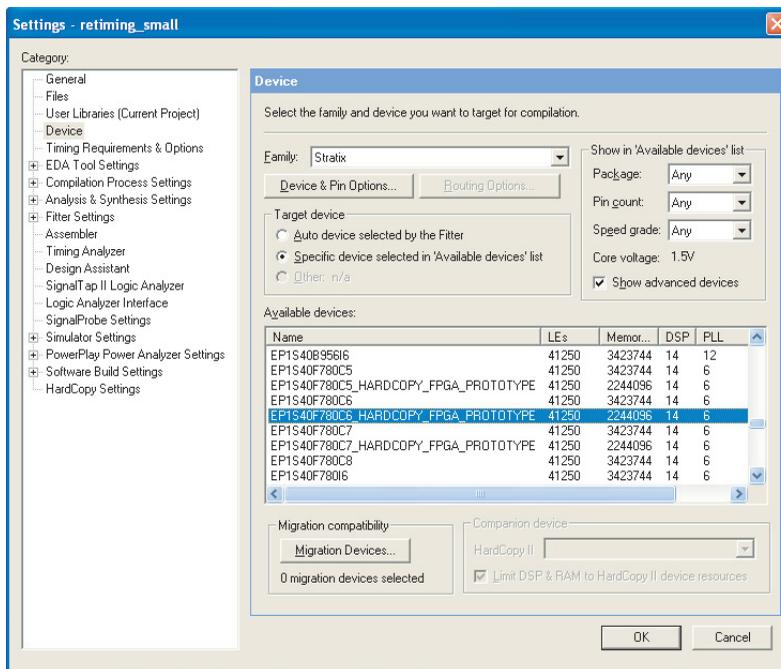 Settings - retiming_small
Category:
General
Files
User Libraries (Current Project)
Device
Timing Requirements & Options
EDA Tool Settings
Compilation Process Settings
Analysis & Synthesis Settings
Fitter Settings
Assembler
Timing Analyzer
Design Assistant
SignalTap II Logic Analyzer
Logic Analyzer Interface
SignalProbe Settings
Simulator Settings
PowerPlay Power Analyzer Settings
Software Build Settings
HardCopy Settings
Device
Select the family and device you want to target for compilation.
Family: Stratix
Device & Pin Options... Routing Options...
Target device
Auto device selected by the Fitter
Specific device selected in 'Available devices' list
Other: n/a
Show in 'Available devices' list
Package: Any
Pin count: Any
Speed grade: Any
Core voltage: 1.5V
Show advanced devices
Available devices:
Name LEs Memor... DSP PLL
EP1S40B956I6 41250 3423744 14 12
EP1S40F780C5 41250 3423744 14 6
EP1S40F780C5_HARDCOPY_FPGA_PROTOTYPE 41250 2244096 14 6
EP1S40F780C6 41250 3423744 14 6
EP1S40F780C6_HARDCOPY_FPGA_PROTOTYPE 41250 2244096 14 6
EP1S40F780C7 41250 3423744 14 6
EP1S40F780C7_HARDCOPY_FPGA_PROTOTYPE 41250 2244096 14 6
EP1S40F780C8 41250 3423744 14 6
EP1S40F780I6 41250 3423744 14 6
Migration compatibility
Migration Devices...
0 migration devices selected
Companion device
HardCopy II
Limit DSP & RAM to HardCopy II device resources
OK Cancel